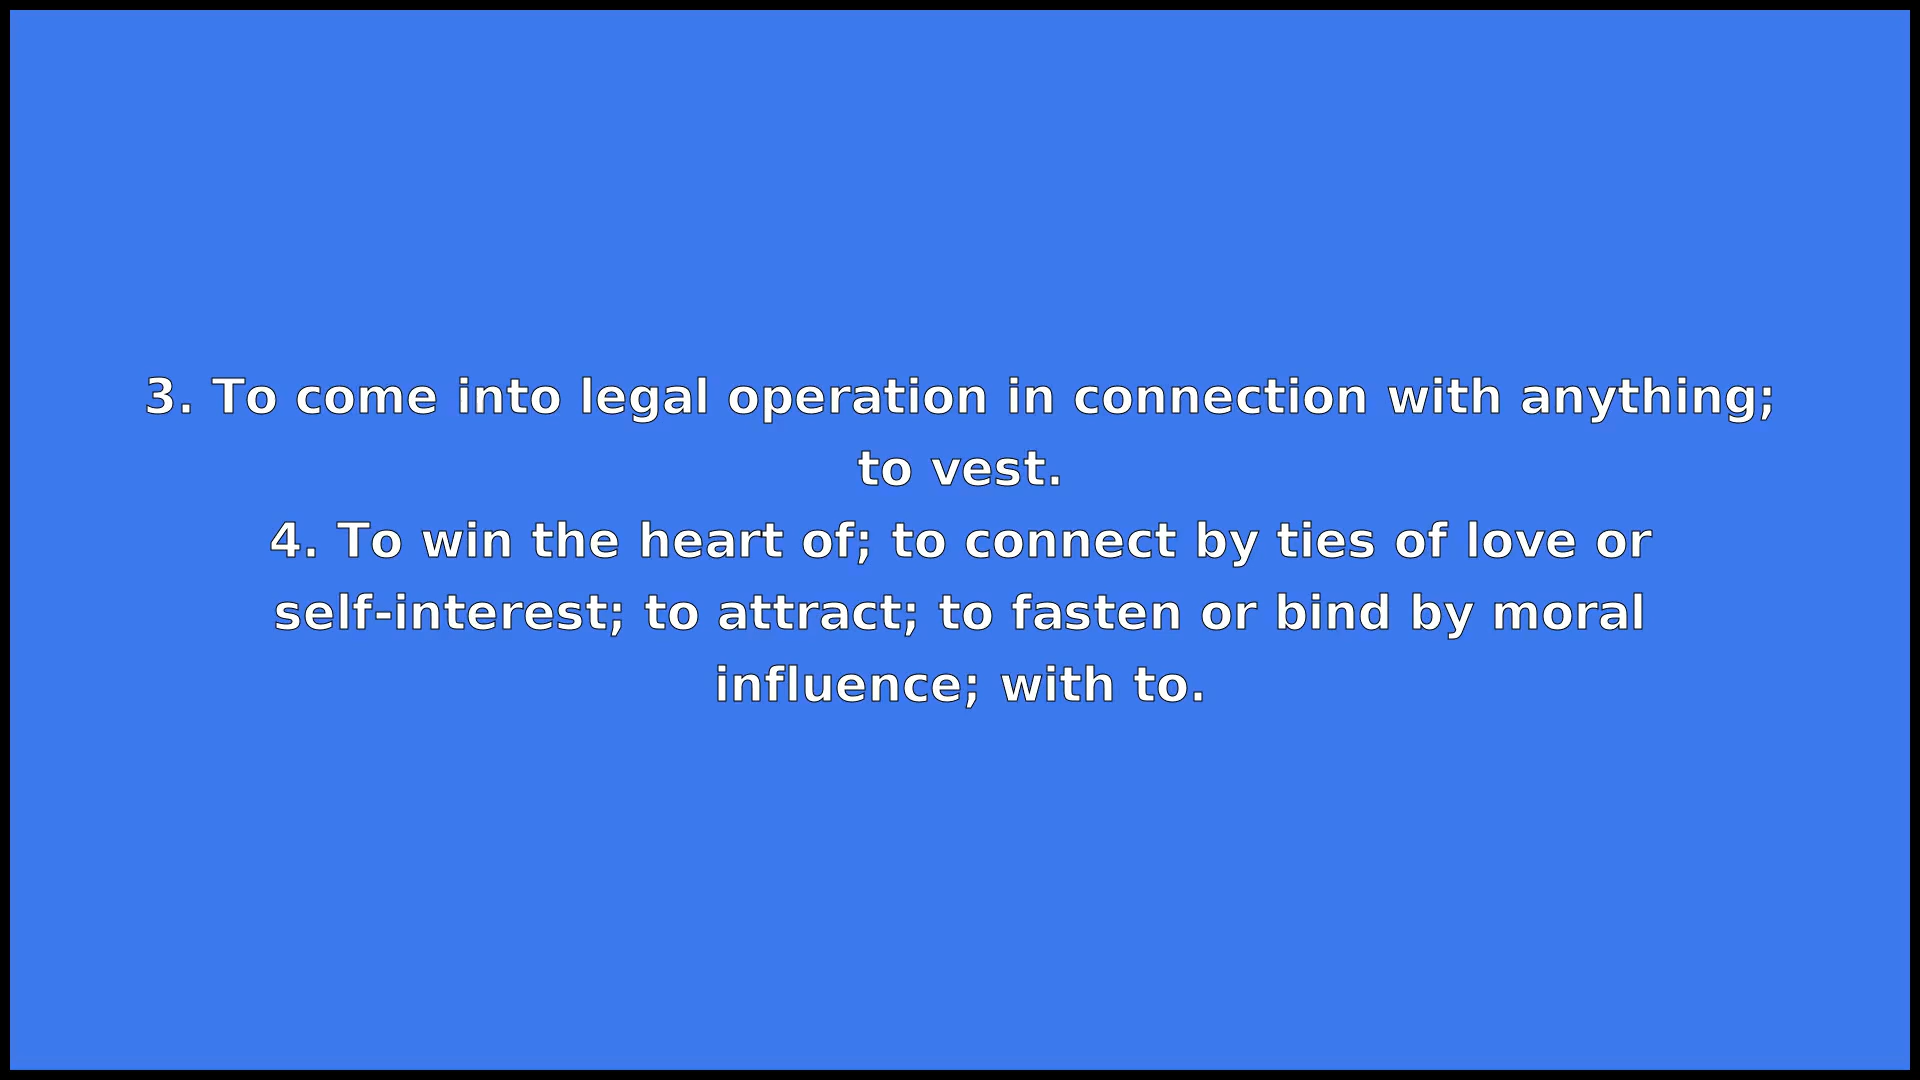 3. To come into legal operation in connection with anything;
to vest.
4. To win the heart of; to connect by ties of love or
self-interest; to attract; to fasten or bind by moral
influence; with to.